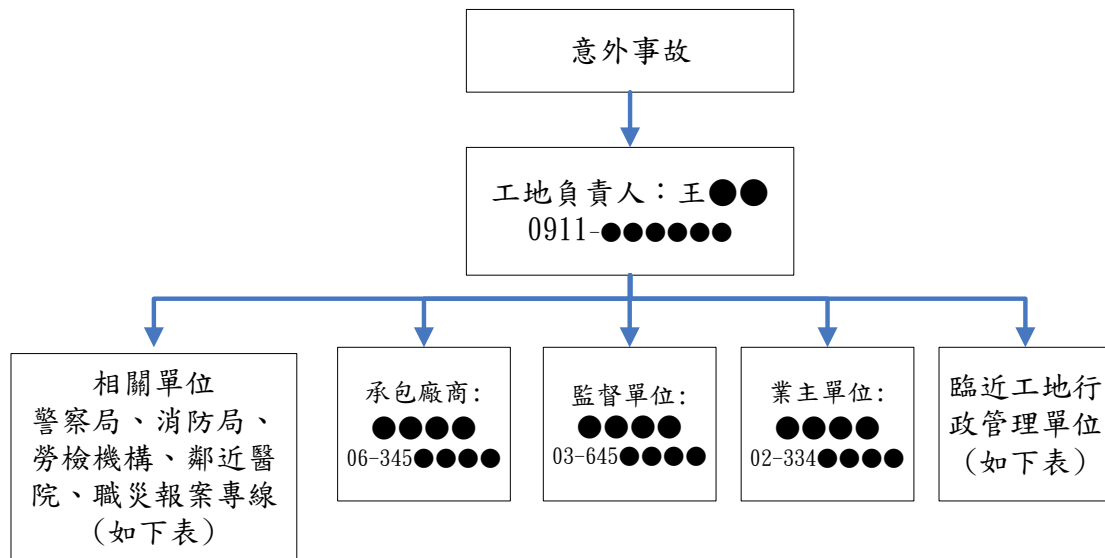 意外事故
工地負責人：王●●
0911-●●●●●●
相關單位
警察局、消防局、
勞檢機構、鄰近醫
院、職災報案專線
(如下表)
承包廠商:
●●●●
06-345●●●●
監督單位:
●●●●
03-645●●●●
業主單位:
●●●●
02-334●●●●
臨近工地行
政管理單位
(如下表)